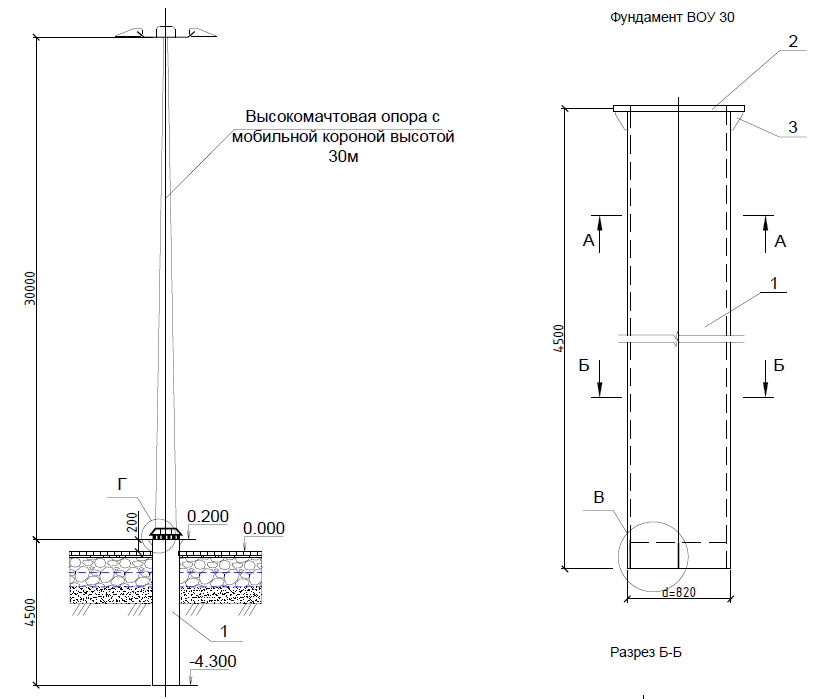 Фундамент ВОУ 30
2
3
Высокомачтовая опора с
мобильной короной высотой
30м
30000
А
А
1
4500
Б
Б
Г
200
0.200
0.000
В
4500
1
-4.300
d=820
Разрез Б-Б